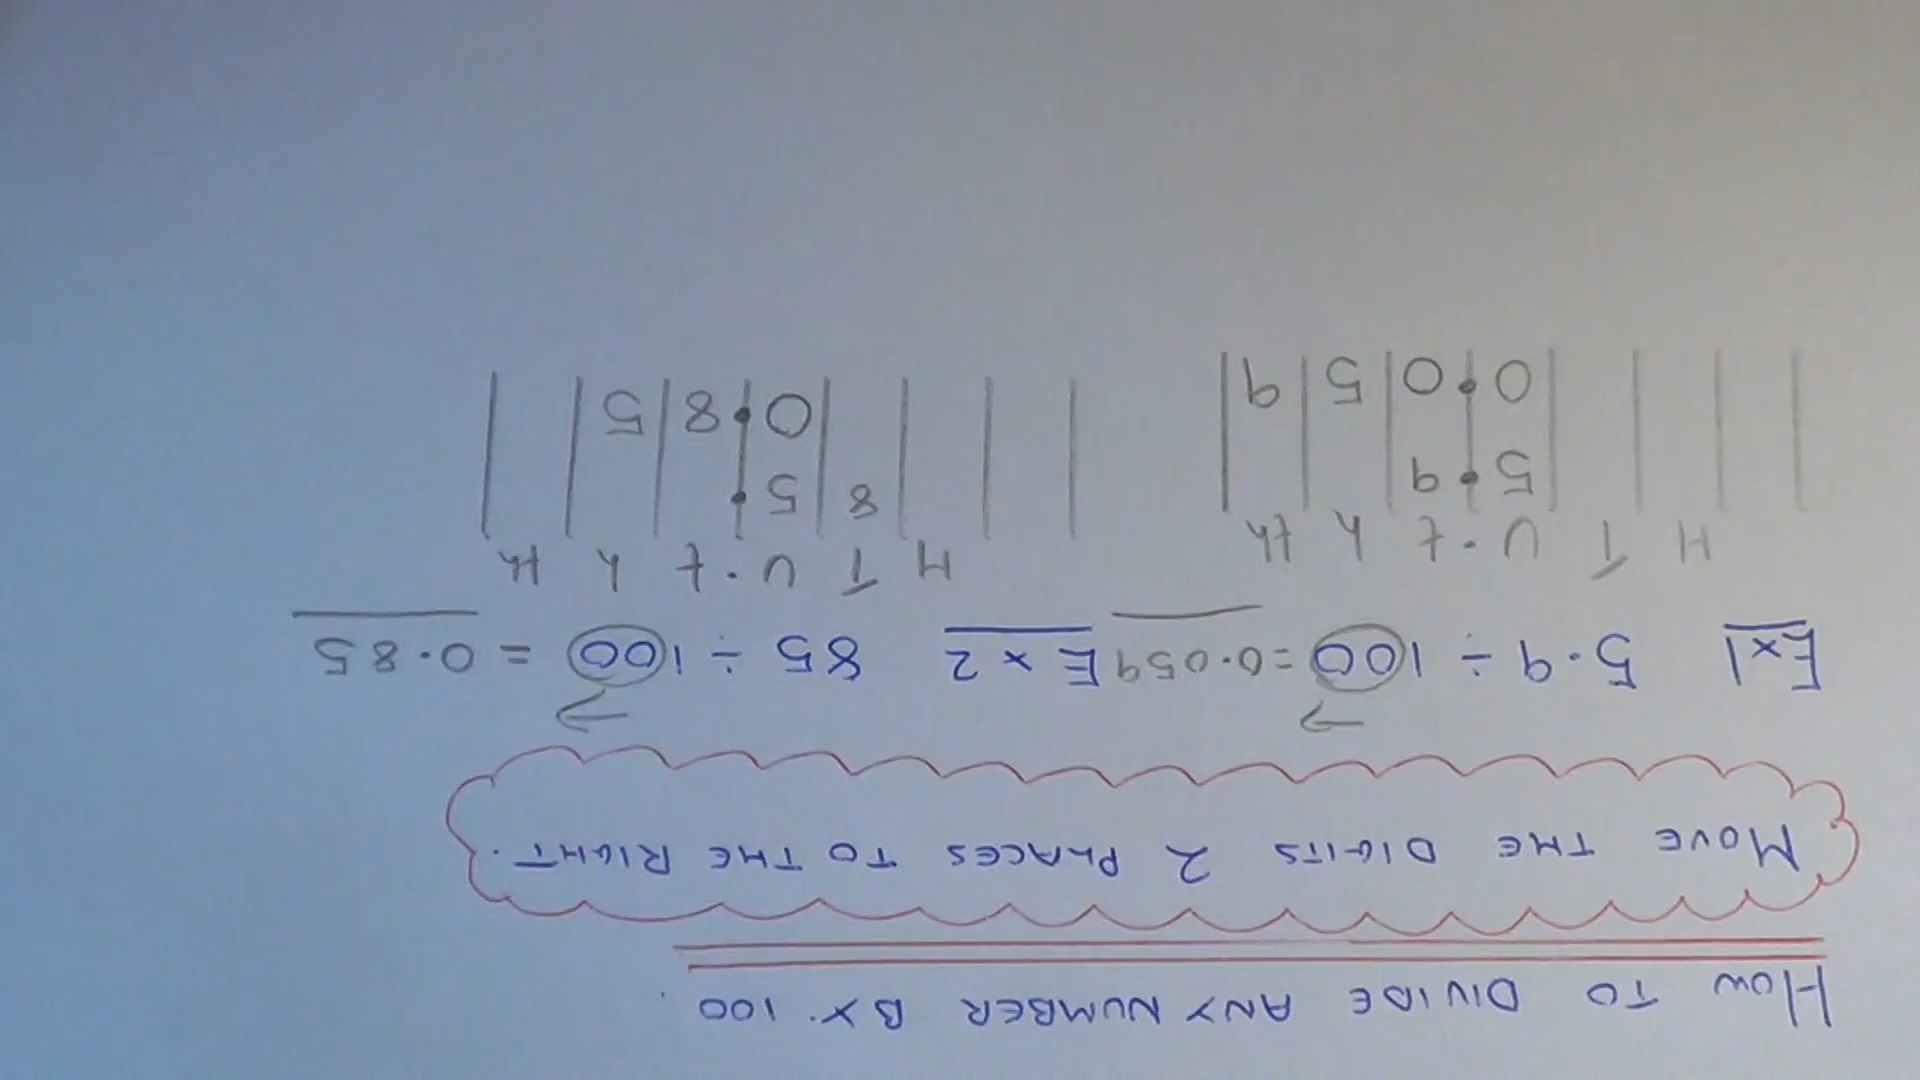 HOW TO DIVIDE ANY NUMBER BY 100.
MOVE THE DIGITS 2 PLACES TO THE RIGHT.
Ex1 5.9 ÷ 100 = 0.059 Ex2 85 ÷ 100 = 0.85
H T U . t h th H T U . t h th
5 . 9 8 5 .
0 . 0 5 9 0 . 8 5